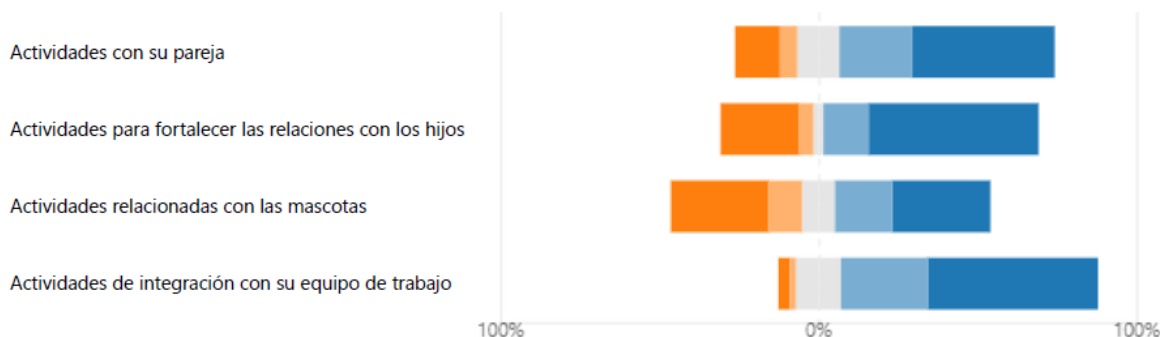 Actividades con su pareja
Actividades para fortalecer las relaciones con los hijos
Actividades relacionadas con las mascotas
Actividades de integración con su equipo de trabajo
100% 0% 100%